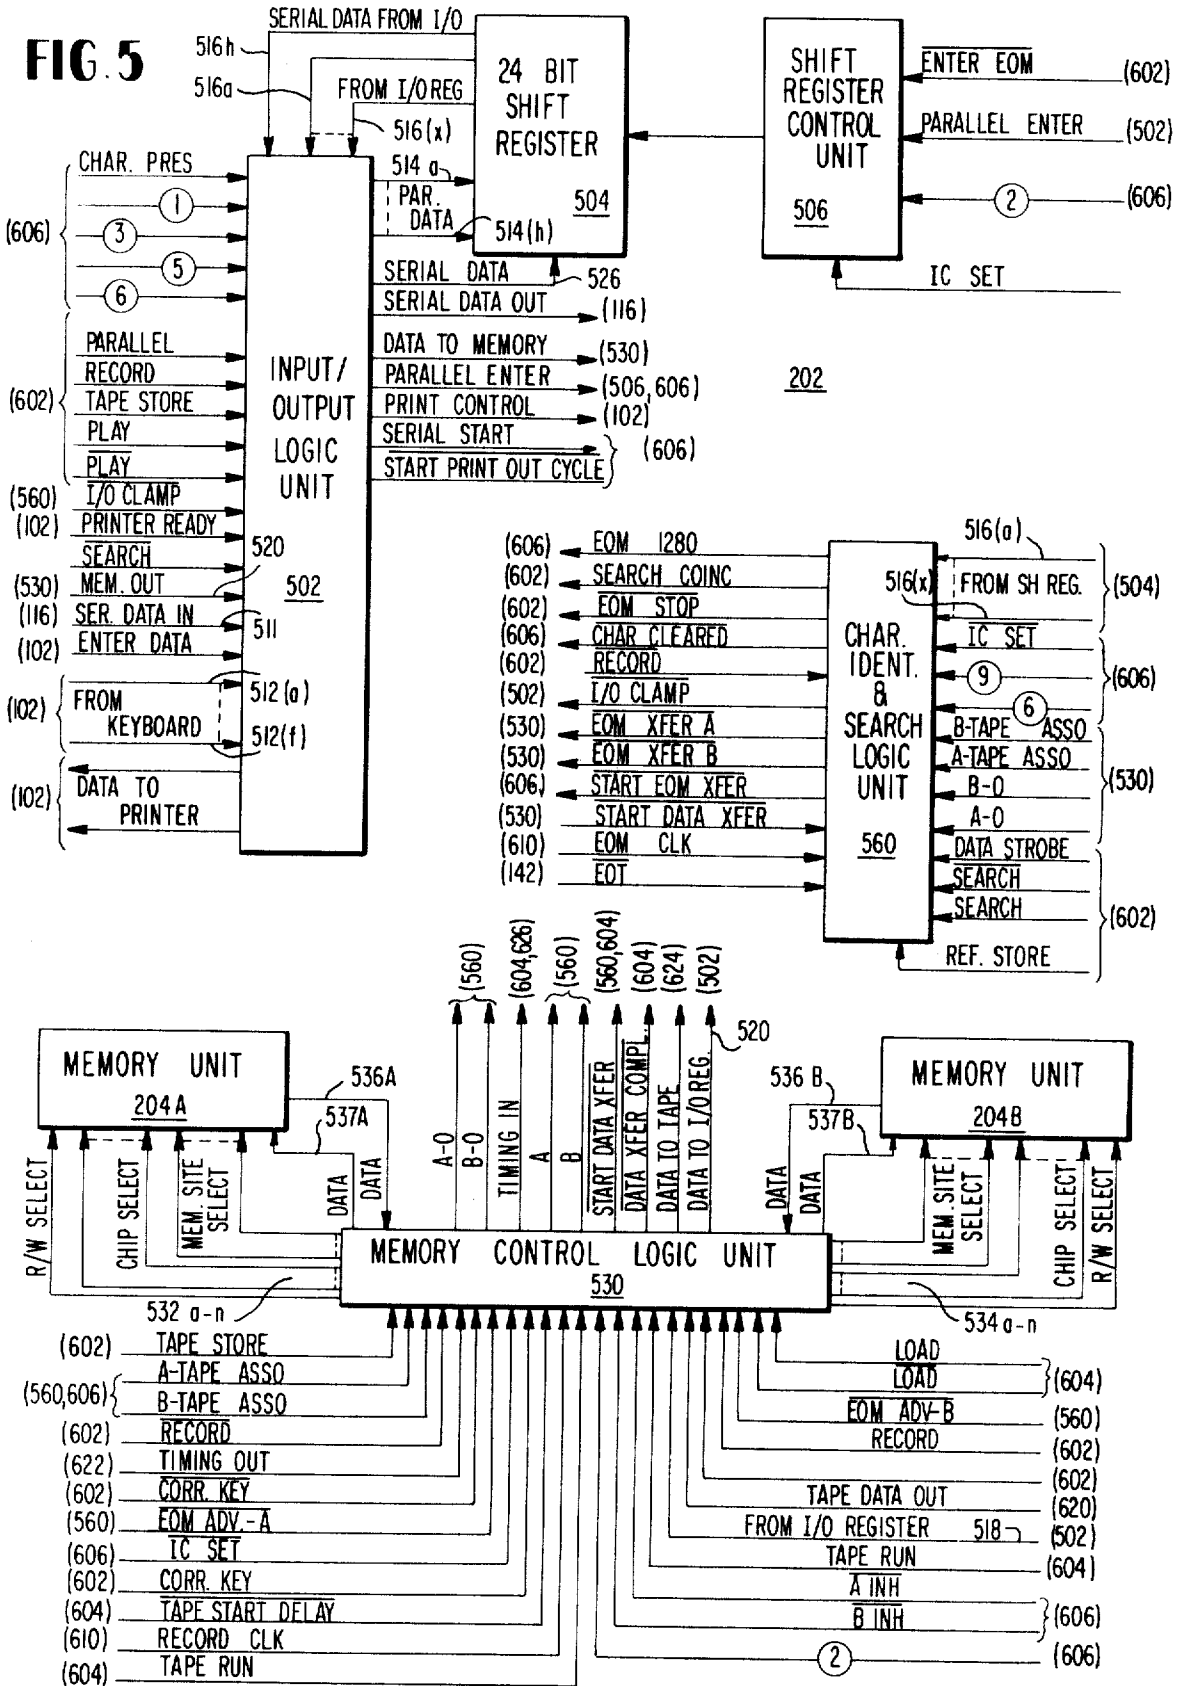 FIG. 5
SERIAL DATA FROM I/O
516h
516a
FROM I/O REG
516(x)
24 BIT
SHIFT
REGISTER
504
SHIFT
REGISTER
CONTROL
UNIT
506
ENTER EOM
(602)
PARALLEL ENTER
(502)
2
(606)
IC SET
CHAR. PRES
1
3
5
6
(606)
514a
PAR.
DATA
514(h)
SERIAL DATA
526
SERIAL DATA OUT
(116)
DATA TO MEMORY
(530)
PARALLEL ENTER
(506,606)
PRINT CONTROL
(102)
SERIAL START
START PRINT OUT CYCLE
(606)
202
PARALLEL
RECORD
TAPE STORE
PLAY
PLAY
(602)
(560) I/O CLAMP
(102) PRINTER READY
SEARCH
520
(530) MEM. OUT
(116) SER. DATA IN
511
(102) ENTER DATA
512(a)
(102) FROM
KEYBOARD
512(f)
(102) DATA TO
PRINTER
INPUT/
OUTPUT
LOGIC
UNIT
502
(606) EOM 1280
(602) SEARCH COINC
(602) EOM STOP
(606) CHAR CLEARED
(602) RECORD
(502) I/O CLAMP
(530) EOM XFER A
(530) EOM XFER B
(606) START EOM XFER
(530) START DATA XFER
(610) EOM CLK
(142) EOT
CHAR.
IDENT.
&
SEARCH
LOGIC
UNIT
560
516(a)
516(x)
FROM SH REG.
(504)
IC SET
9
(606)
6
B-TAPE ASSO
A-TAPE ASSO
B-O
A-O
(530)
DATA STROBE
SEARCH
SEARCH
(602)
REF. STORE
MEMORY UNIT
204A
536A
537A
R/W SELECT
CHIP SELECT
MEM. SITE
SELECT
DATA
DATA
532 a-n
(560)
A-O
B-O
(604,626)
TIMING IN
(560)
A
B
(560,604)
START DATA XFER
(604)
DATA XFER COMPL.
(624)
DATA TO TAPE
(502)
DATA TO I/O REG.
520
MEMORY UNIT
204B
536 B
537B
DATA
DATA
MEM. SITE
SELECT
CHIP SELECT
R/W SELECT
534 a-n
MEMORY CONTROL LOGIC UNIT
530
(602) TAPE STORE
(560,606) A-TAPE ASSO
B-TAPE ASSO
(602) RECORD
(622) TIMING OUT
(602) CORR. KEY
(560) EOM ADV.-A
(606) IC SET
(602) CORR. KEY
(604) TAPE START DELAY
(610) RECORD CLK
(604) TAPE RUN
LOAD
LOAD
(604)
EOM ADV-B (560)
RECORD (602)
(602)
TAPE DATA OUT (620)
FROM I/O REGISTER 518 (502)
TAPE RUN (604)
A INH
B INH
(606)
2 (606)